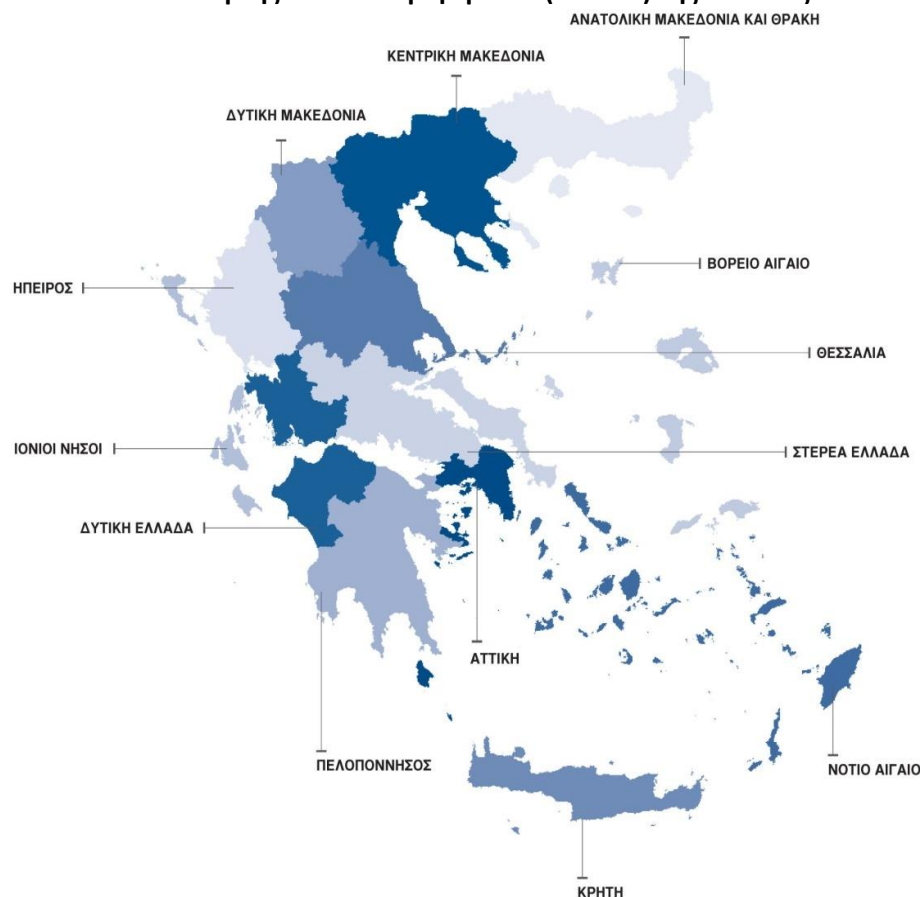 ΑΝΑΤΟΛΙΚΗ ΜΑΚΕΔΟΝΙΑ ΚΑΙ ΘΡΑΚΗ
ΚΕΝΤΡΙΚΗ ΜΑΚΕΔΟΝΙΑ
ΔΥΤΙΚΗ ΜΑΚΕΔΟΝΙΑ
ΒΟΡΕΙΟ ΑΙΓΑΙΟ
ΗΠΕΙΡΟΣ
ΘΕΣΣΑΛΙΑ
ΙΟΝΙΟΙ ΝΗΣΟΙ
ΣΤΕΡΕΑ ΕΛΛΑΔΑ
ΔΥΤΙΚΗ ΕΛΛΑΔΑ
ΑΤΤΙΚΗ
ΠΕΛΟΠΟΝΝΗΣΟΣ
ΝΟΤΙΟ ΑΙΓΑΙΟ
ΚΡΗΤΗ